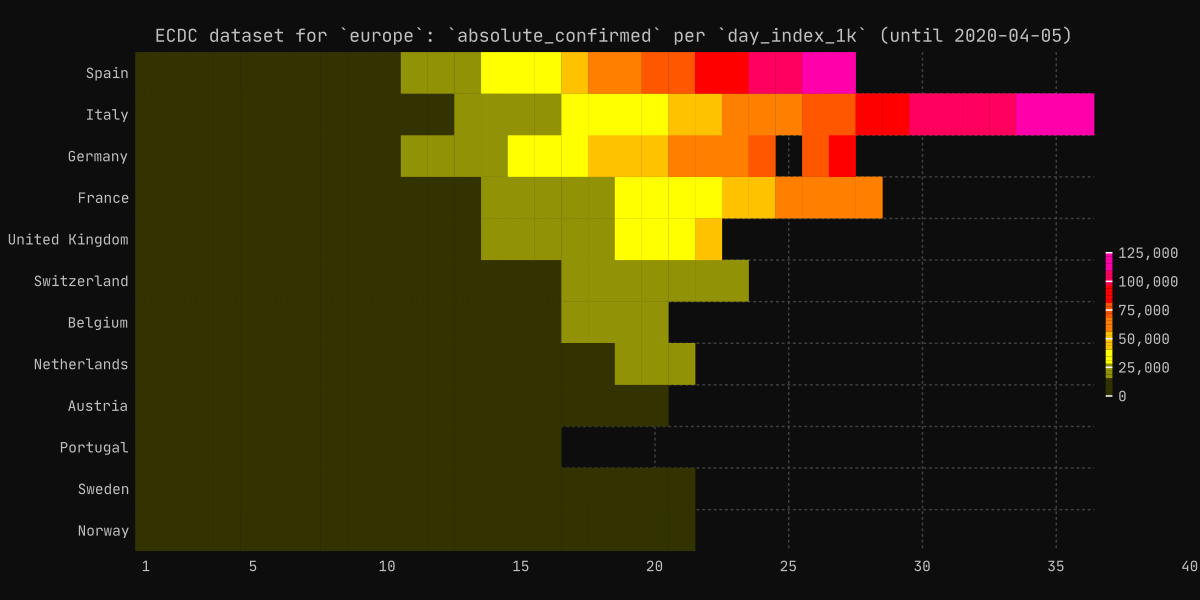 ECDC dataset for `europe`: `absolute_confirmed` per `day_index_1k` (until 2020-04-05)
Spain
Italy
Germany
France
United Kingdom
Switzerland
Belgium
Netherlands
Austria
Portugal
Sweden
Norway
125,000
100,000
75,000
50,000
25,000
0
1 5 10 15 20 25 30 35 40